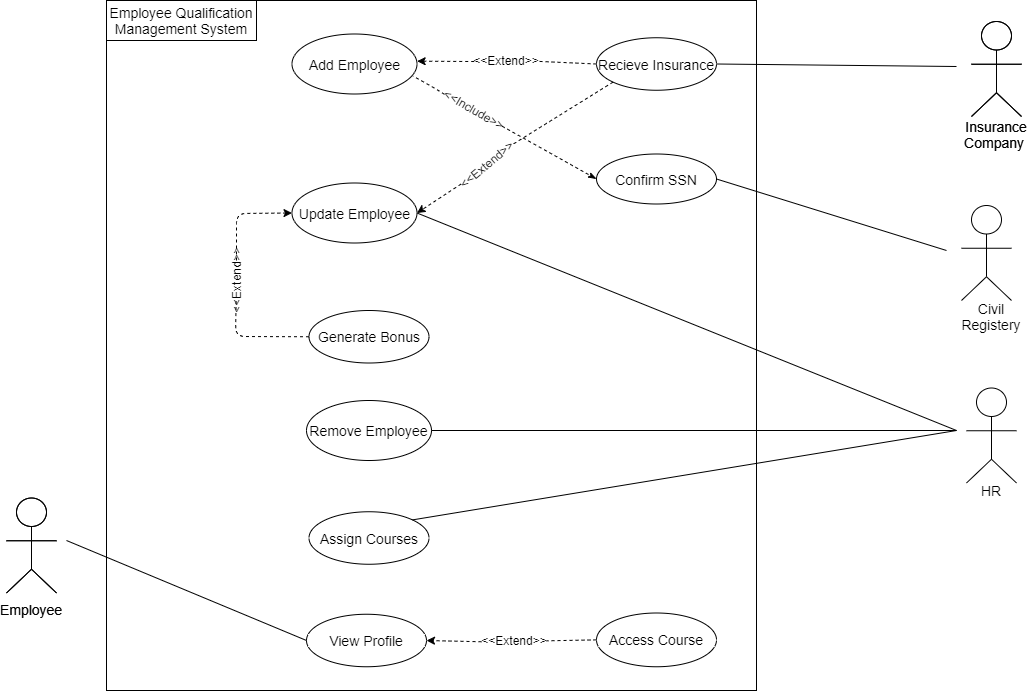 Employee Qualification
Management System
Add Employee
<<Extend>>
Recieve Insurance
Insurance
Company
<<Include>>
<<Extend>>
Confirm SSN
Update Employee
<<Extend>>
Civil
Registery
Generate Bonus
Remove Employee
HR
Assign Courses
Employee
View Profile
<<Extend>>
Access Course